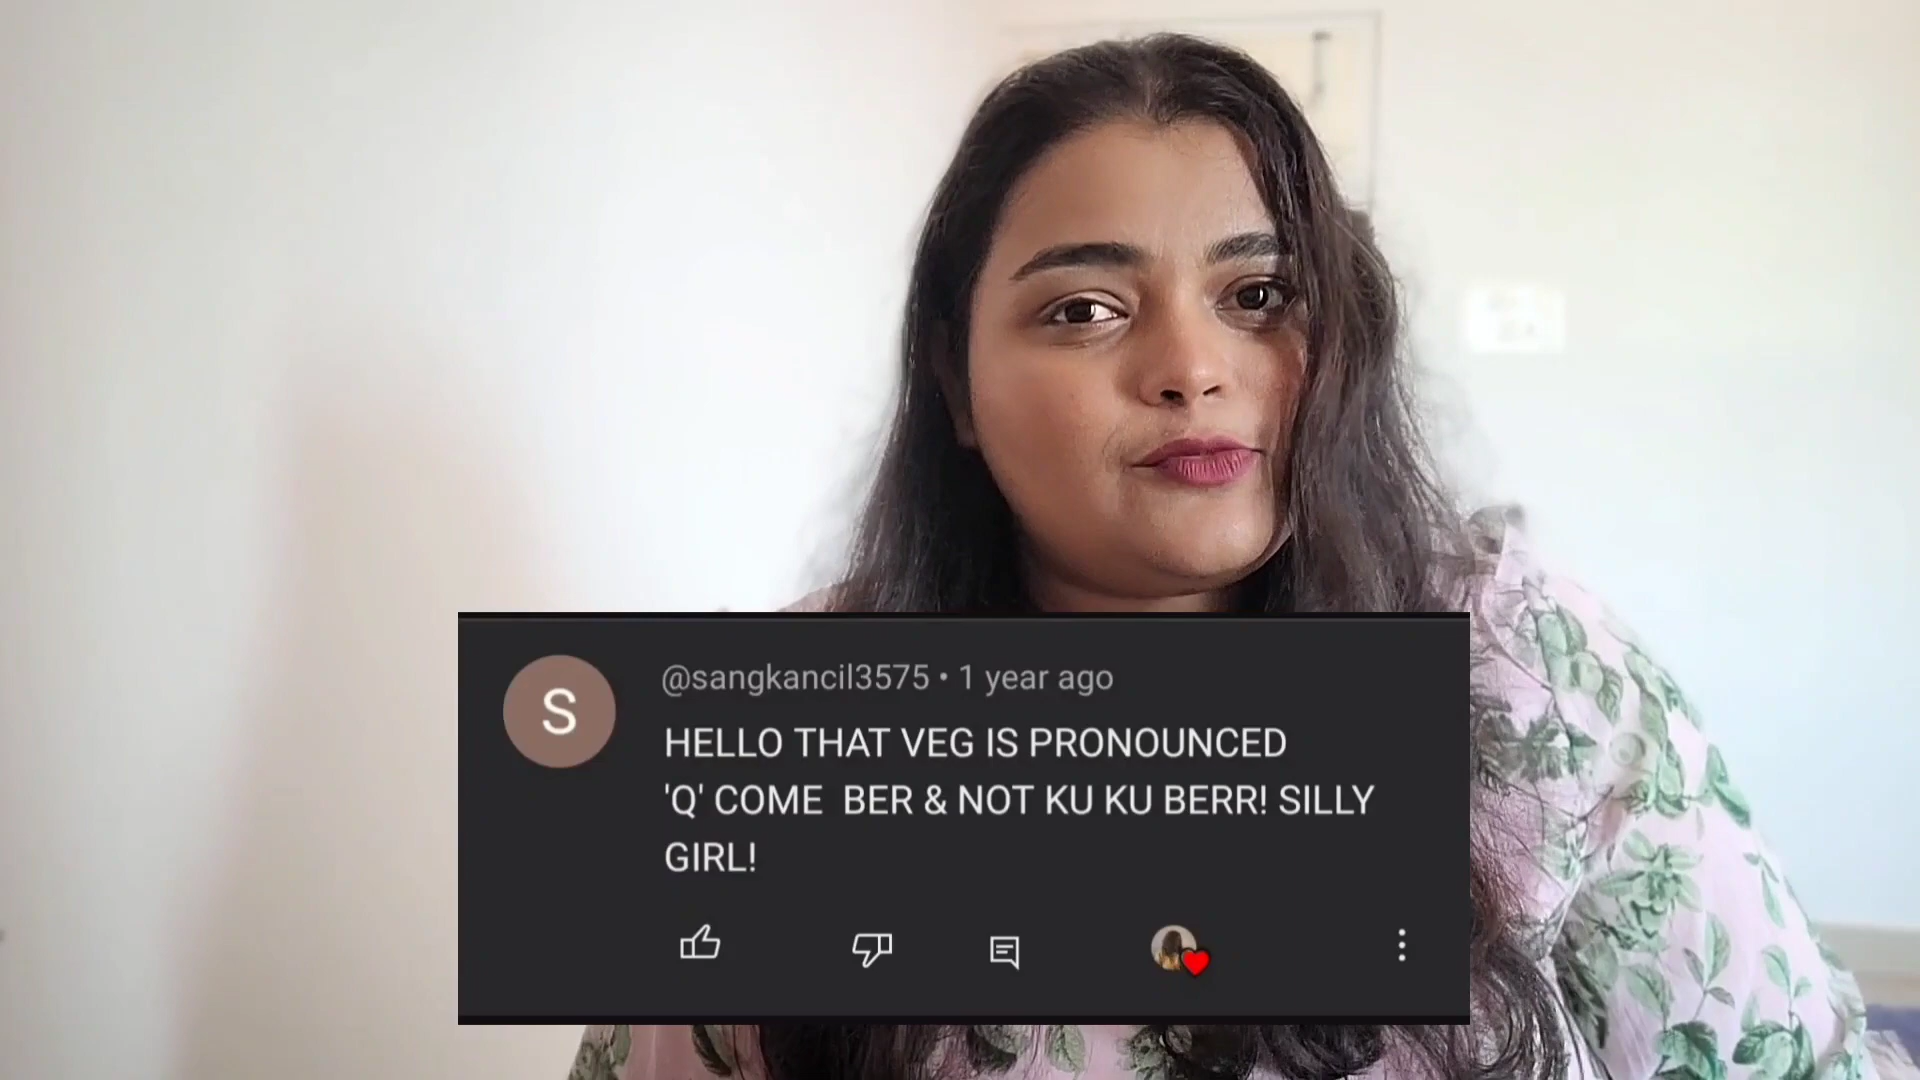 S
@sangkancil3575 • 1 year ago
HELLO THAT VEG IS PRONOUNCED
'Q' COME BER & NOT KU KU BERR! SILLY
GIRL!